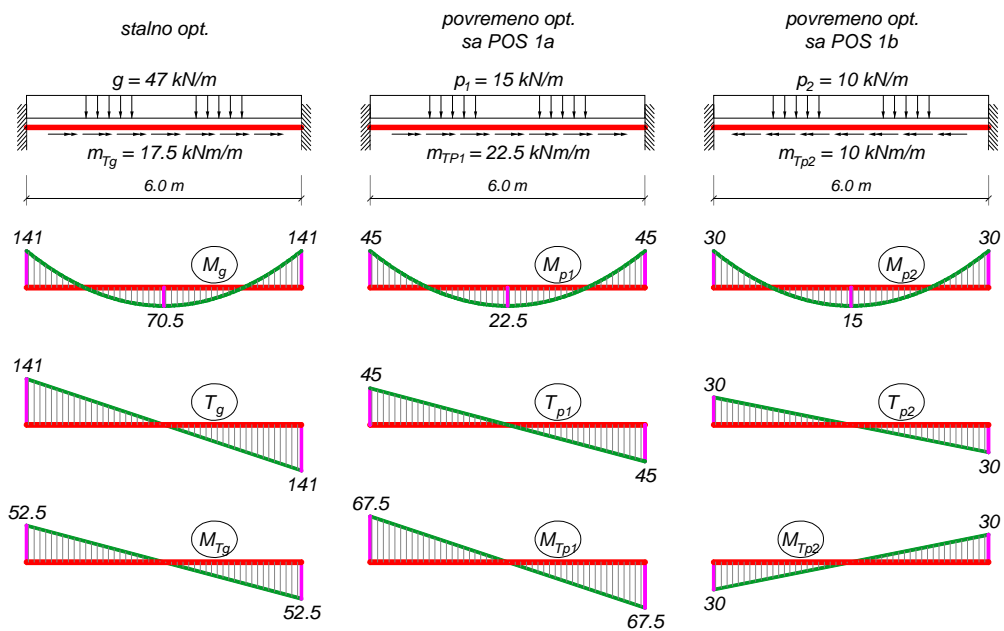 stalno opt.
povremeno opt.
sa POS 1a
povremeno opt.
sa POS 1b
g = 47 kN/m
p1 = 15 kN/m
p2 = 10 kN/m
mTg = 17.5 kNm/m
mTP1 = 22.5 kNm/m
mTp2 = 10 kNm/m
6.0 m
6.0 m
6.0 m
141
141
Mg
70.5
45
45
Mp1
22.5
30
30
Mp2
15
141
Tg
141
45
Tp1
45
30
Tp2
30
52.5
MTg
52.5
67.5
MTp1
67.5
30
MTp2
30